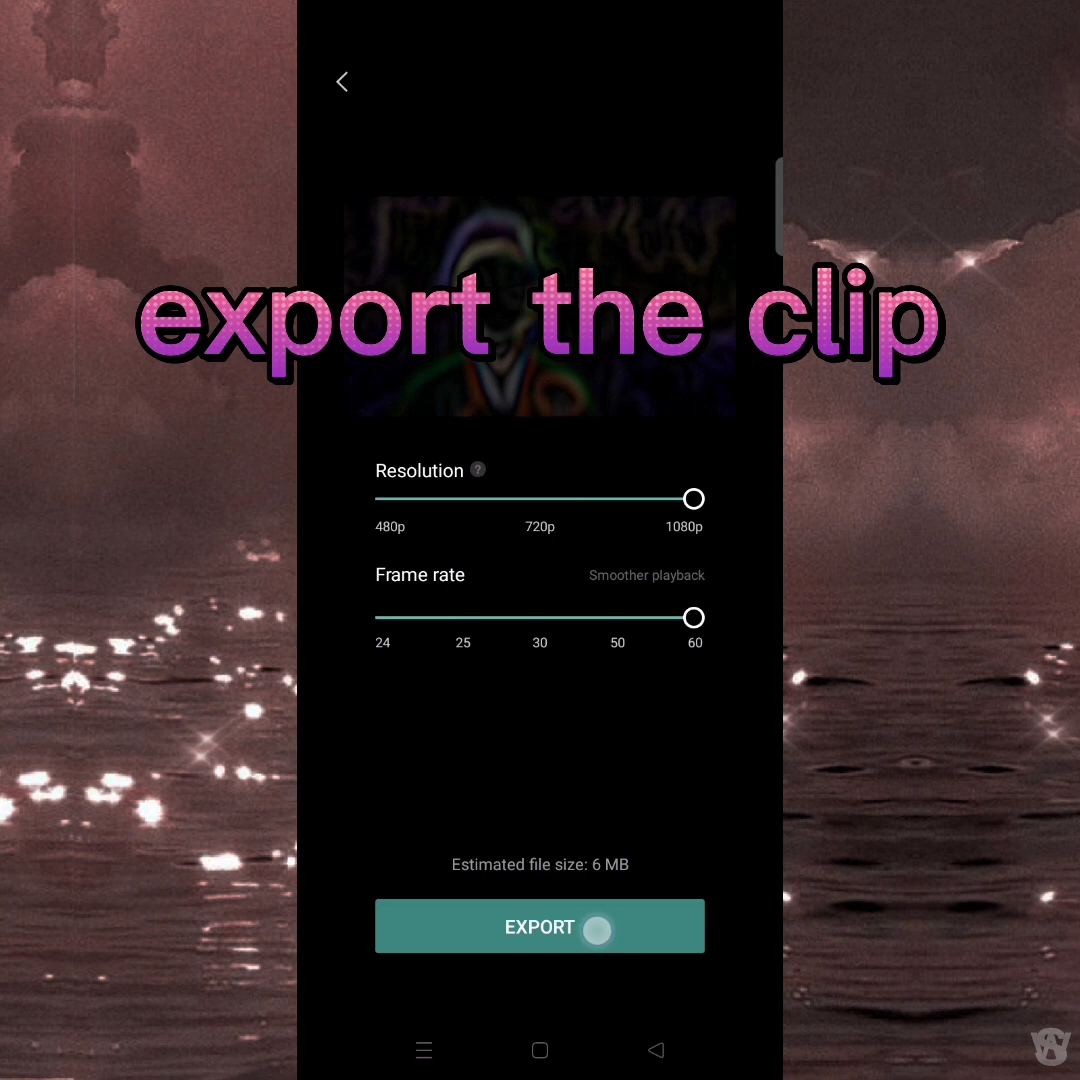 export the clip
Resolution ?
480p 720p 1080p
Frame rate Smoother playback
24 25 30 50 60
Estimated file size: 6 MB
EXPORT